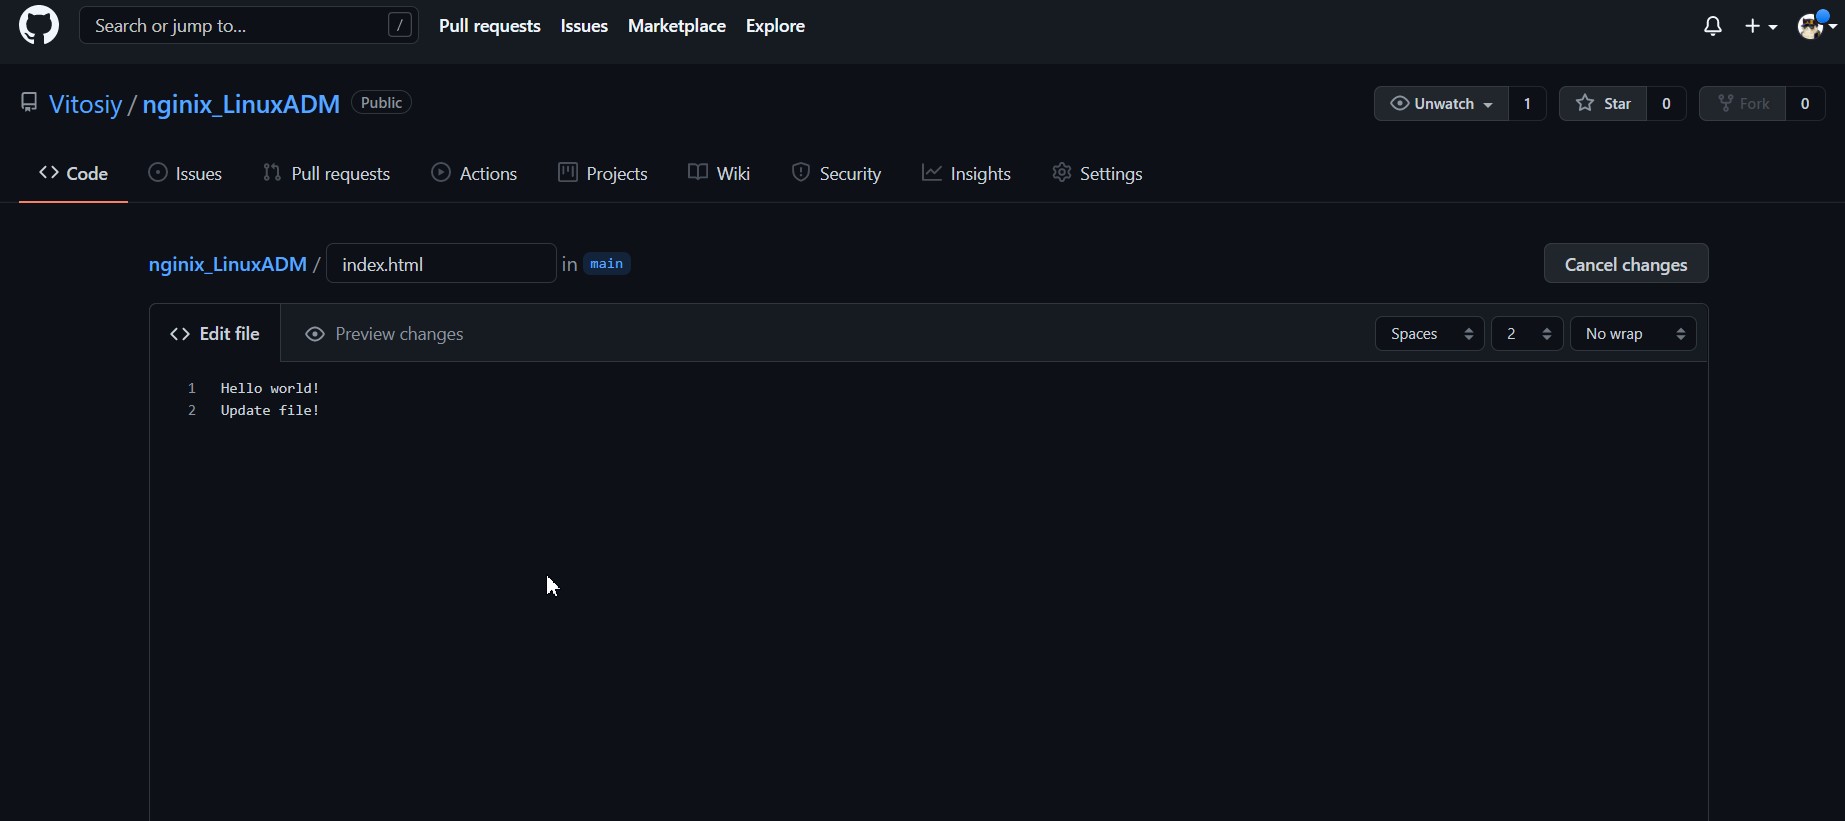 Search or jump to... / Pull requests Issues Marketplace Explore
Vitosiy / nginix_LinuxADM Public Unwatch 1 Star 0 Fork 0
Code Issues Pull requests Actions Projects Wiki Security Insights Settings
nginix_LinuxADM / index.html in main Cancel changes
<> Edit file Preview changes Spaces 2 No wrap
1 Hello world!
2 Update file!